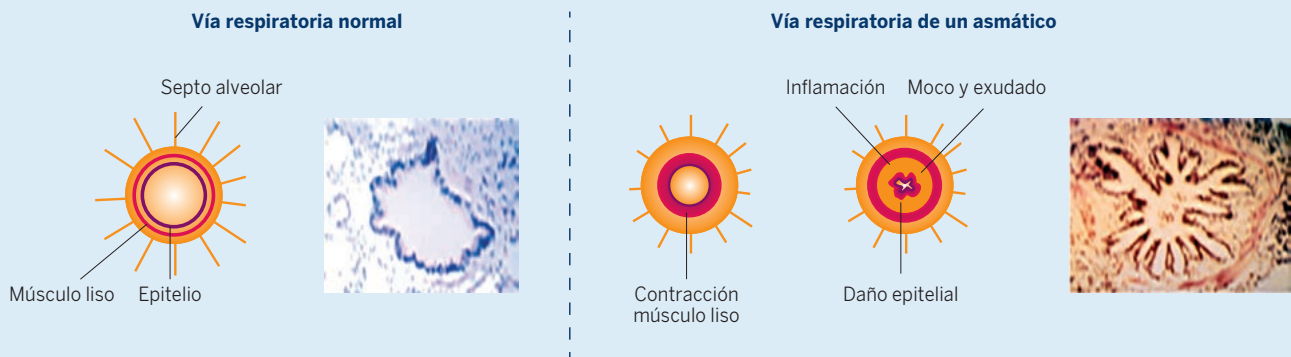 Vía respiratoria normal
Septo alveolar
Músculo liso
Epitelio
Vía respiratoria de un asmático
Inflamación
Moco y exudado
Contracción
músculo liso
Daño epitelial